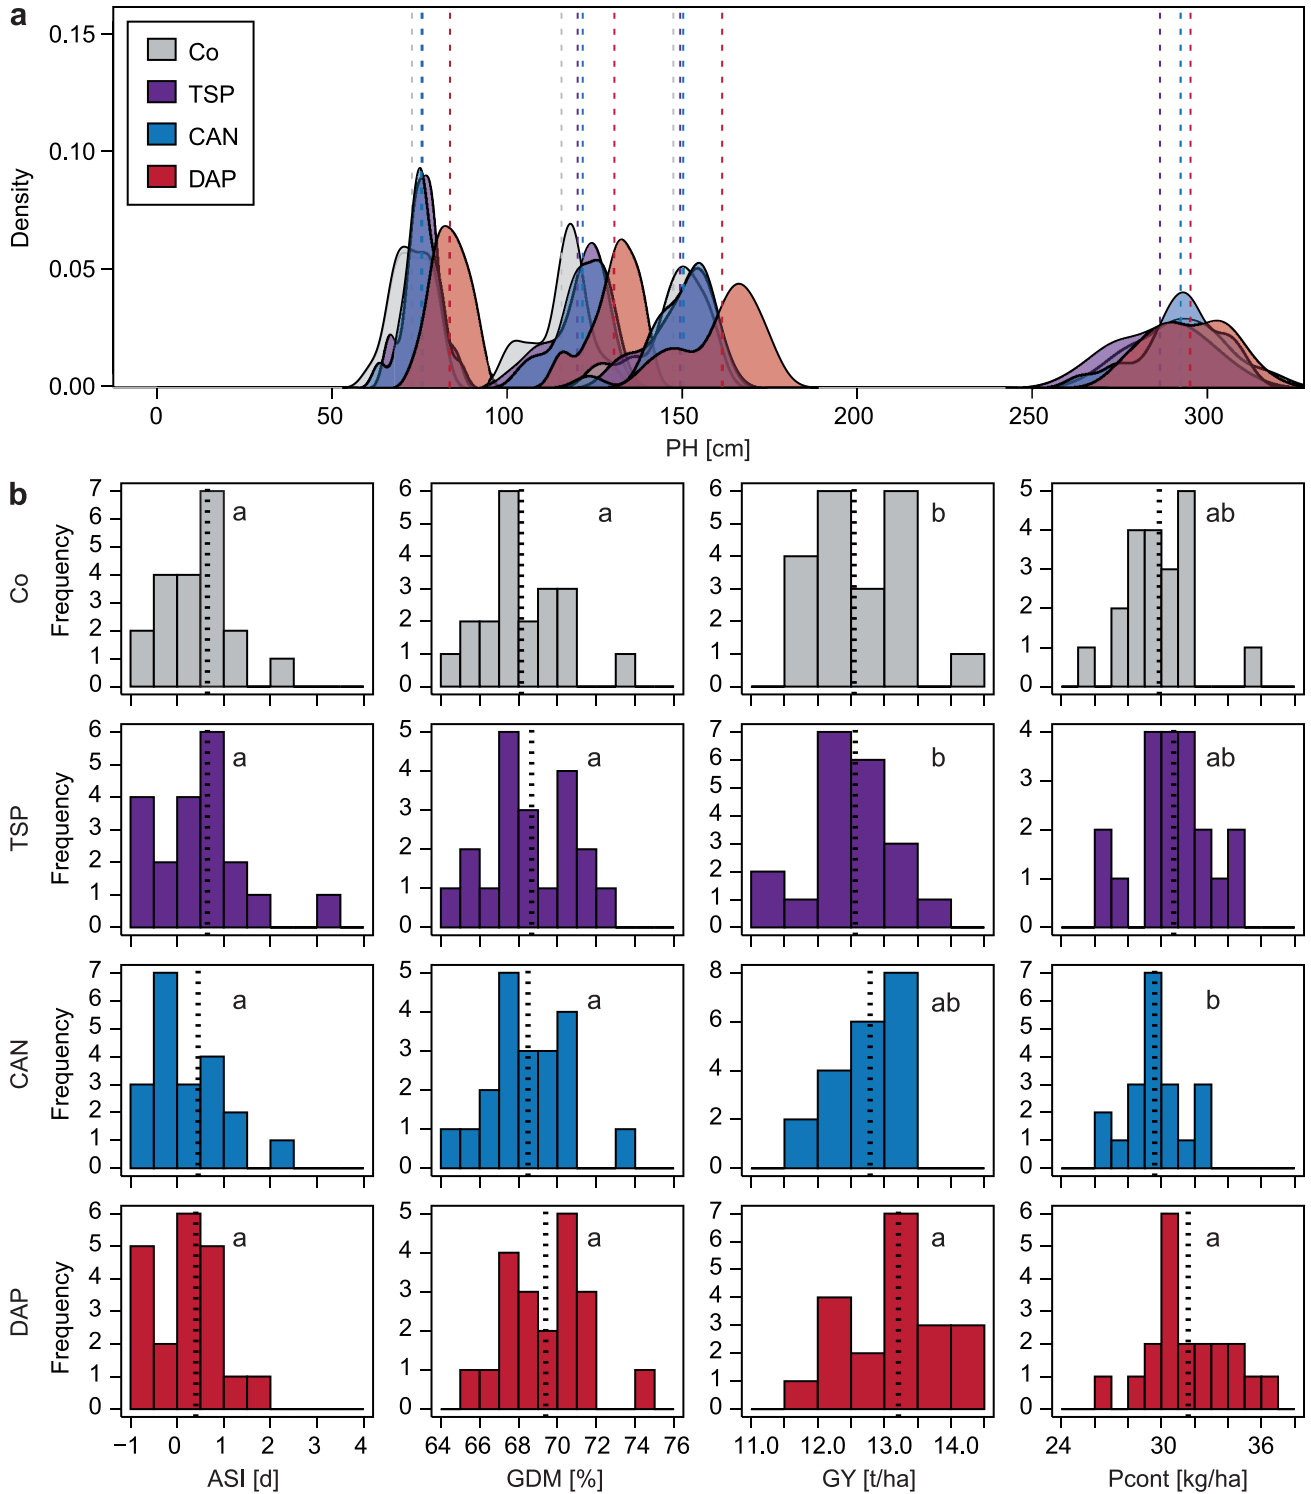 a
0.15
0.10
0.05
0.00
Density
Co
TSP
CAN
DAP
0 50 100 150 200 250 300
PH [cm]
b
Co
Frequency
7
6
5
4
3
2
1
0
a
6
5
4
3
2
1
0
a
6
5
4
3
2
1
0
b
5
4
3
2
1
0
ab
TSP
Frequency
6
5
4
3
2
1
0
a
5
4
3
2
1
0
a
7
6
5
4
3
2
1
0
b
4
3
2
1
0
ab
CAN
Frequency
7
6
5
4
3
2
1
0
a
5
4
3
2
1
0
a
8
6
4
2
0
ab
7
6
5
4
3
2
1
0
b
DAP
Frequency
6
5
4
3
2
1
0
a
5
4
3
2
1
0
a
7
6
5
4
3
2
1
0
a
6
5
4
3
2
1
0
a
−1 0 1 2 3 4
64 66 68 70 72 74 76
11.0 12.0 13.0 14.0
24 30 36
ASI [d]
GDM [%]
GY [t/ha]
Pcont [kg/ha]